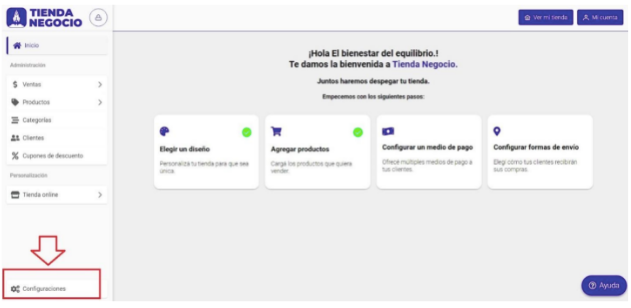 TIENDA
NEGOCIO
Ver mi tienda
Mi cuenta
Inicio
Administración
Ventas
Productos
Categorías
Clientes
Cupones de descuento
Personalización
Tienda online
Configuraciones
¡Hola El bienestar del equilibrio.!
Te damos la bienvenida a Tienda Negocio.
Juntos haremos despegar tu tienda.
Empecemos con los siguientes pasos:
Elegir un diseño
Personaliza tu tienda para que sea
única.
Agregar productos
Cargá los productos que quiera
vender.
Configurar un medio de pago
Ofrece múltiples medios de pago a
tus clientes.
Configurar formas de envío
Elegí como tus clientes recibirán
sus compras.
Ayuda